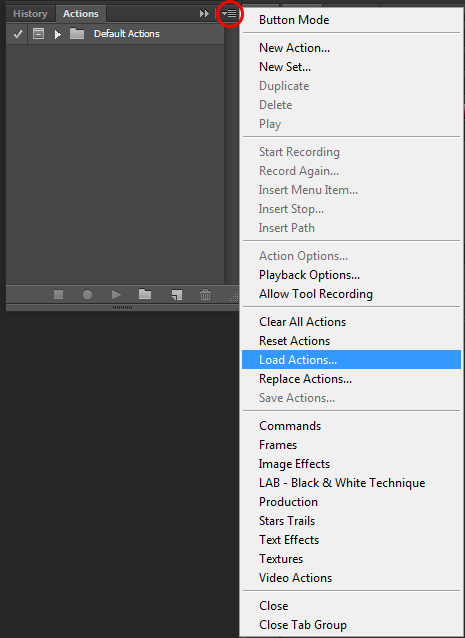 History Actions
Default Actions
Button Mode
New Action...
New Set...
Duplicate
Delete
Play
Start Recording
Record Again...
Insert Menu Item...
Insert Stop...
Insert Path
Action Options...
Playback Options...
Allow Tool Recording
Clear All Actions
Reset Actions
Load Actions...
Replace Actions...
Save Actions...
Commands
Frames
Image Effects
LAB - Black & White Technique
Production
Stars Trails
Text Effects
Textures
Video Actions
Close
Close Tab Group